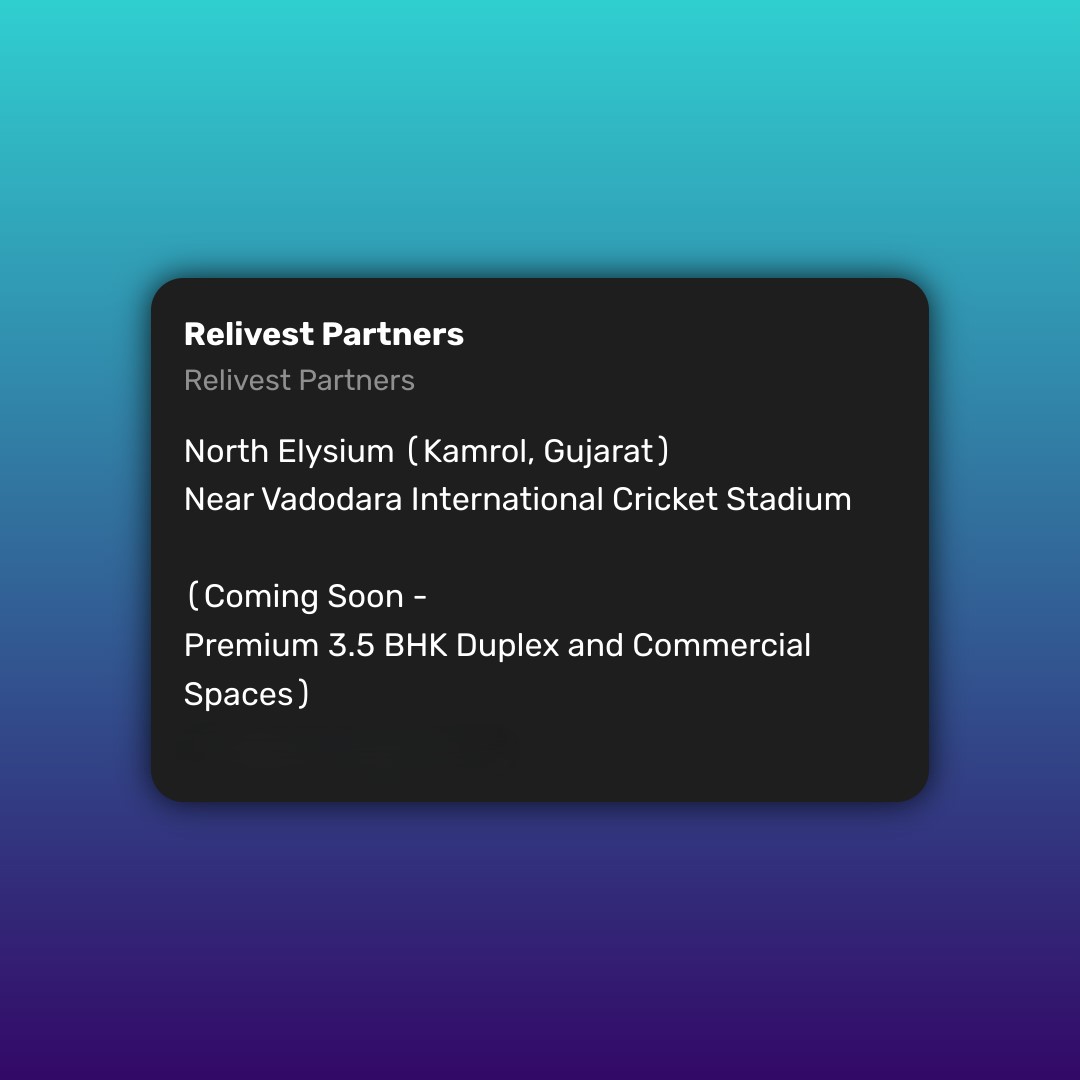 Relivest Partners
Relivest Partners
North Elysium (Kamrol, Gujarat)
Near Vadodara International Cricket Stadium
(Coming Soon -
Premium 3.5 BHK Duplex and Commercial
Spaces)